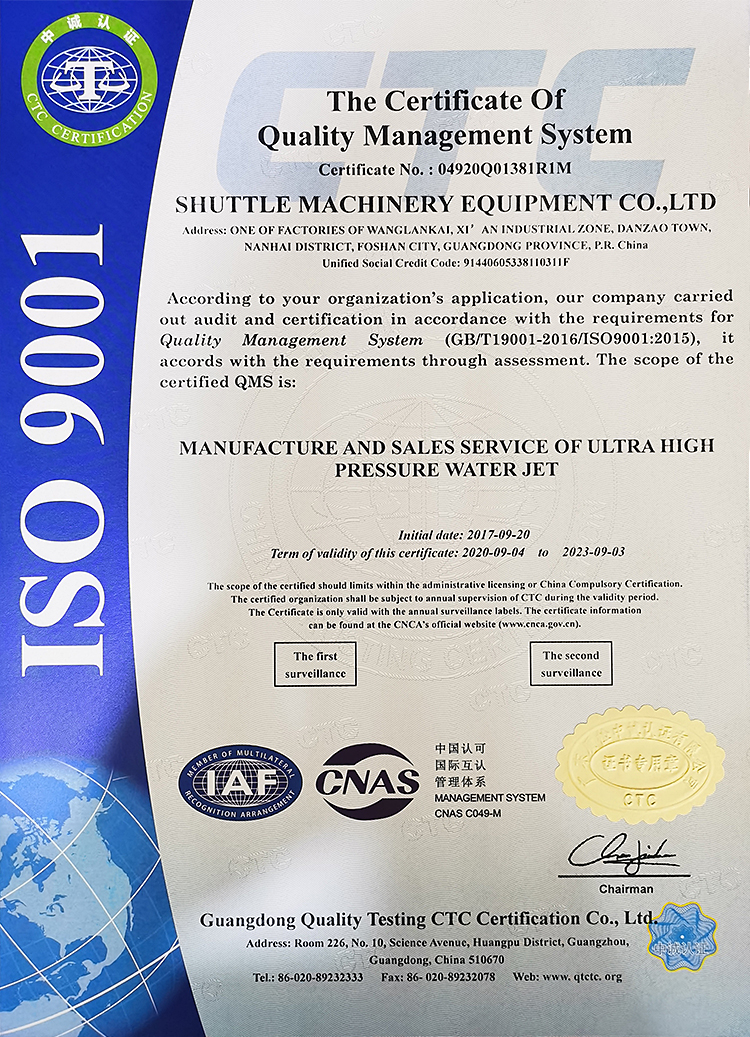 中诚认证
CTC CERTIFICATION
ISO 9001
CTC
The Certificate Of
Quality Management System
Certificate No. : 04920Q01381R1M
SHUTTLE MACHINERY EQUIPMENT CO.,LTD
Address: ONE OF FACTORIES OF WANGLANKAI, XI’ AN INDUSTRIAL ZONE, DANZAO TOWN,
NANHAI DISTRICT, FOSHAN CITY, GUANGDONG PROVINCE, P.R. China
Unified Social Credit Code: 91440605338110311F
According to your organization’s application, our company carried
out audit and certification in accordance with the requirements for
Quality Management System (GB/T19001-2016/ISO9001:2015), it
accords with the requirements through assessment. The scope of the
certified QMS is:
MANUFACTURE AND SALES SERVICE OF ULTRA HIGH
PRESSURE WATER JET
Initial date: 2017-09-20
Term of validity of this certificate: 2020-09-04 to 2023-09-03
The scope of the certified should limits within the administrative licensing or China Compulsory Certification.
The certified organization shall be subject to annual supervision of CTC during the validity period.
The Certificate is only valid with the annual surveillance labels. The certificate information
can be found at the CNCA's official website (www.cnca.gov.cn).
The first
surveillance
The second
surveillance
MEMBER OF MULTILATERAL
IAF
RECOGNITION ARRANGEMENT
CNAS
中国认可
国际互认
管理体系
MANAGEMENT SYSTEM
CNAS C049-M
证书专用章
CTC
Chairman
Guangdong Quality Testing CTC Certification Co., Ltd.
Address: Room 226, No. 10, Science Avenue, Huangpu District, Guangzhou,
Guangdong, China 510670
Tel.: 86-020-89232333 Fax: 86- 020-89232078 Web: www. qtctc. org
中诚认证